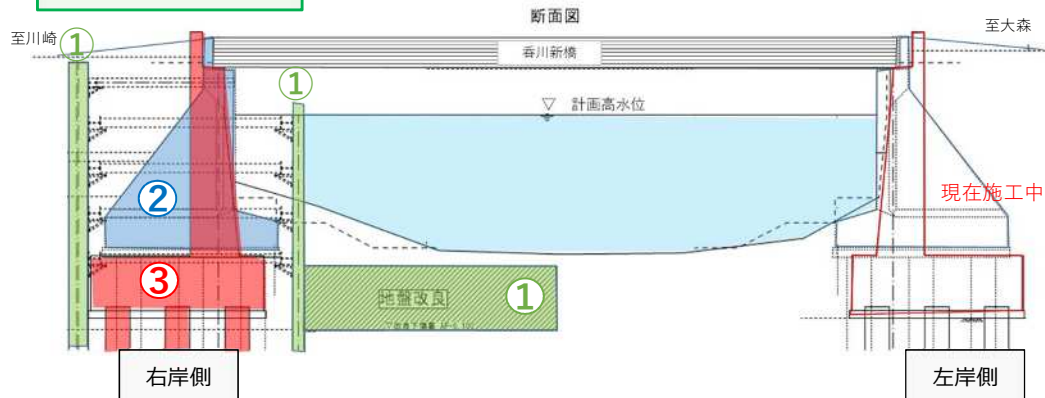 断面図
至川崎
至大森
①
①
呑川新橋
▽ 計画高水位
②
現在施工中
③
地盤改良
①
右岸側
左岸側